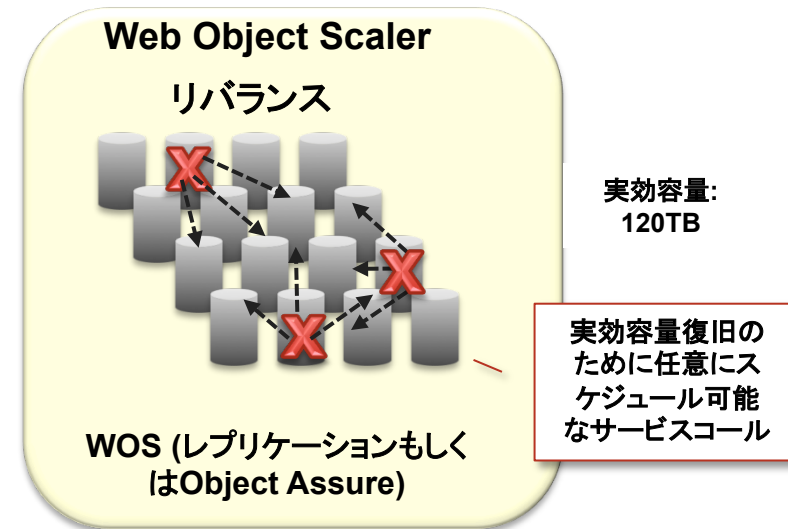 Web Object Scaler
リバランス
実効容量:
120TB
実効容量復旧の
ために任意にス
ケジュール可能
なサービスコール
WOS (レプリケーションもしく
はObject Assure)